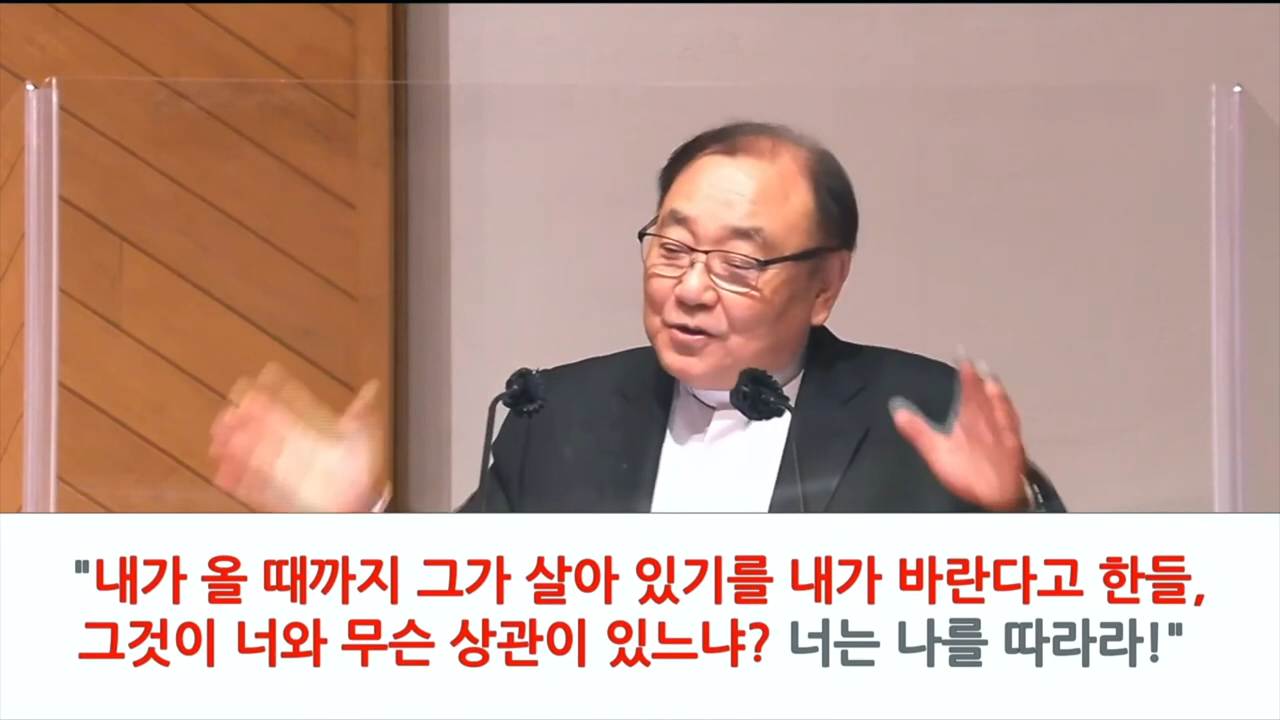 "내가 올 때까지 그가 살아 있기를 내가 바란다고 한들,
그것이 너와 무슨 상관이 있느냐? 너는 나를 따라라!"